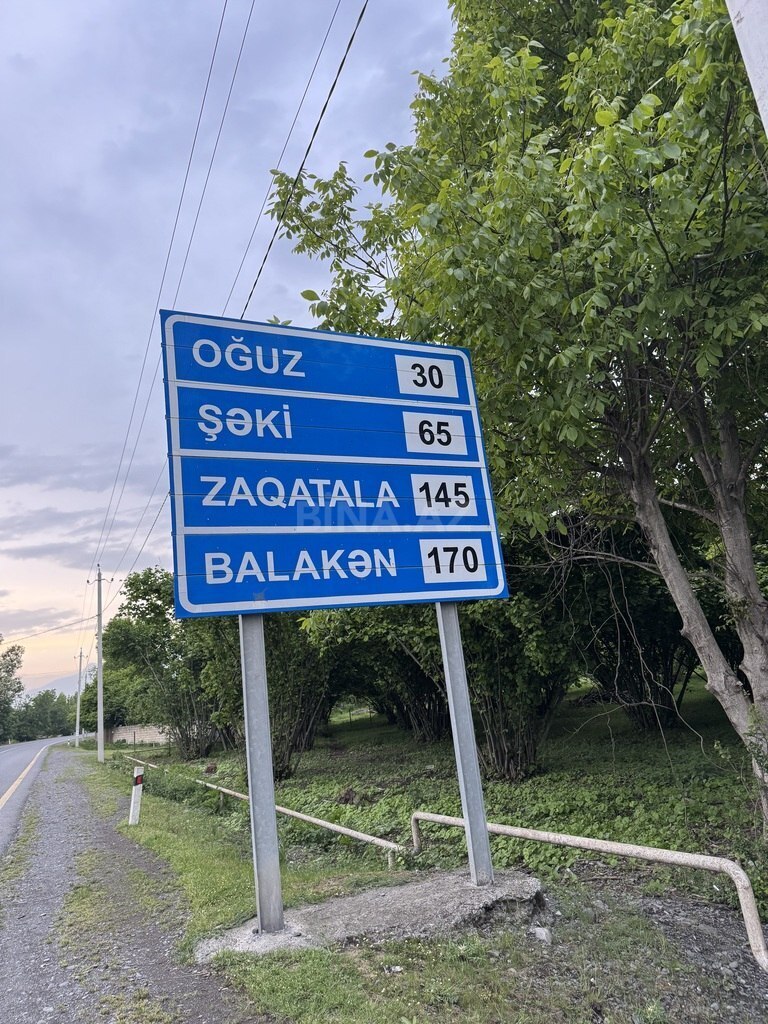 OĞUZ 30
ŞƏKİ 65
ZAQATALA 145
BINA.AZ
BALAKƏN 170